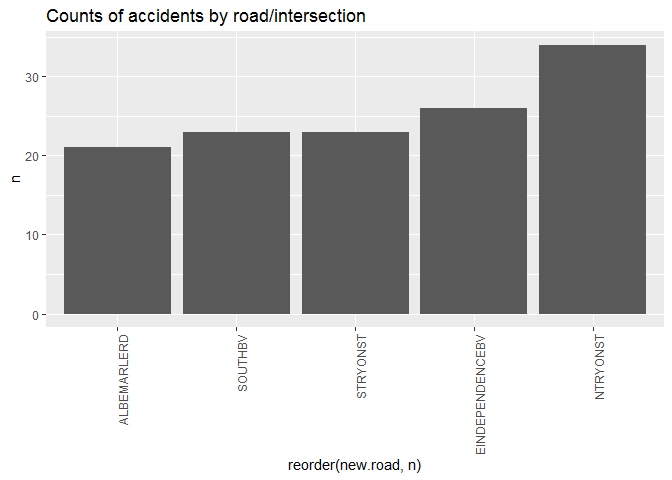 Counts of accidents by road/intersection
n
30
20
10
0
ALBEMARLERD
SOUTHBV
STRYONST
EINDEPENDENCEBV
NTRYONST
reorder(new.road, n)